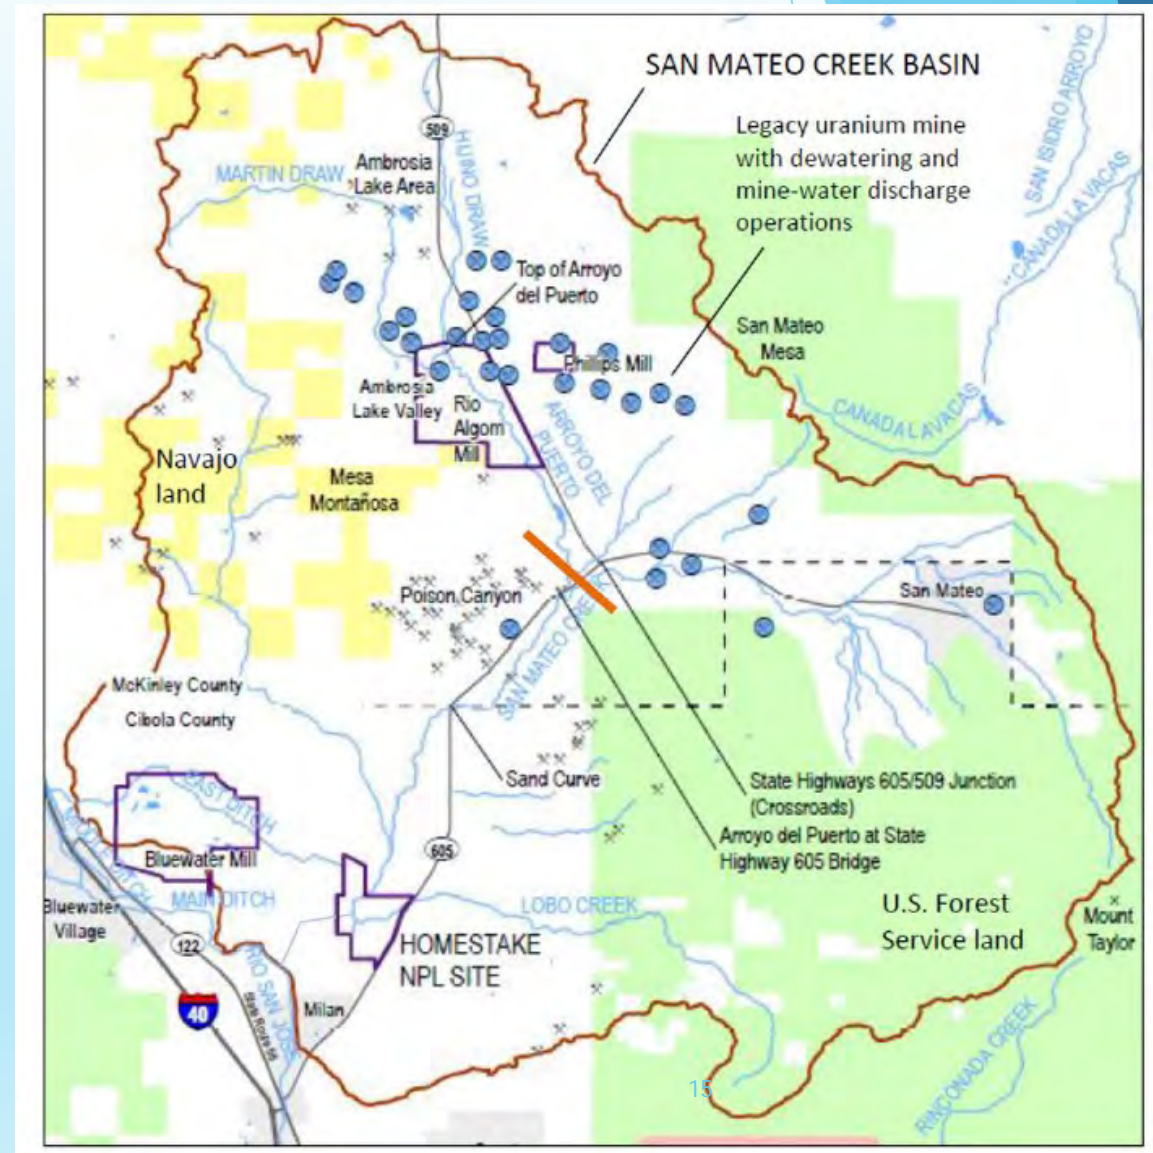 SAN MATEO CREEK BASIN
Legacy uranium mine
with dewatering and
mine-water discharge
operations
SAN ISIDRO ARROYO
CANADA LA VACAS
509
HUINO DRAW
MARTIN DRAW
Ambrosia
Lake Area
Top of Arroyo
del Puerto
San Mateo
Mesa
Phillips Mill
Ambrosia
Lake Valley
Rio
Algom
Mill
ARROYO DEL
PUERTO
CANADA LAVACAS
Navajo
land
Mesa
Montañosa
Poison Canyon
San Mateo
SAN MATEO CREEK
McKinley County
Cibola County
Sand Curve
State Highways 605/509 Junction
(Crossroads)
Arroyo del Puerto at State
Highway 605 Bridge
EAST DITCH
605
Bluewater Mill
MAIN DITCH
LOBO CREEK
U.S. Forest
Service land
Mount
Taylor
Bluewater
Village
122
HOMESTAKE
NPL SITE
RIO SAN JOSE
40
Milan
RINCONADA CREEK
15